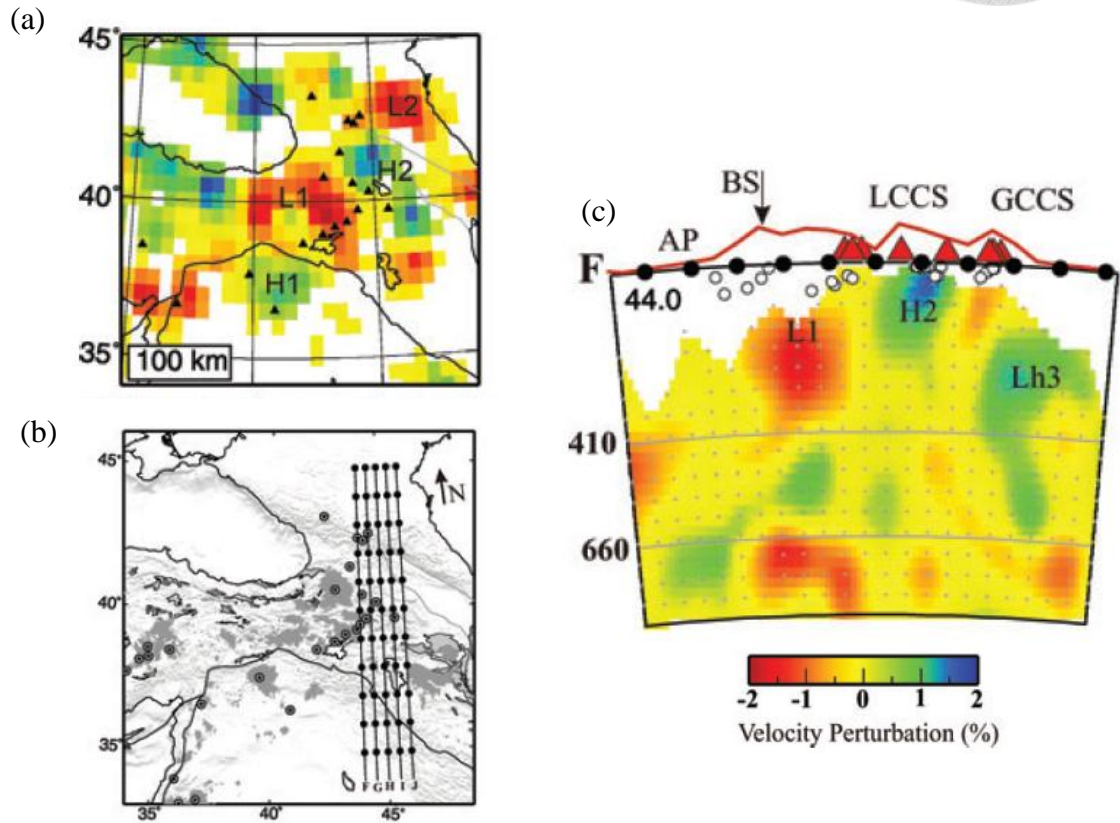 (a)
45°
40°
35°
L2
H2
L1
H1
100 km
(b)
45°
40°
35°
N
F G H I J
35°
40°
45°
(c)
BS
LCCS
GCCS
AP
F
44.0
L1
H2
Lh3
410
660
-2 -1 0 1 2
Velocity Perturbation (%)